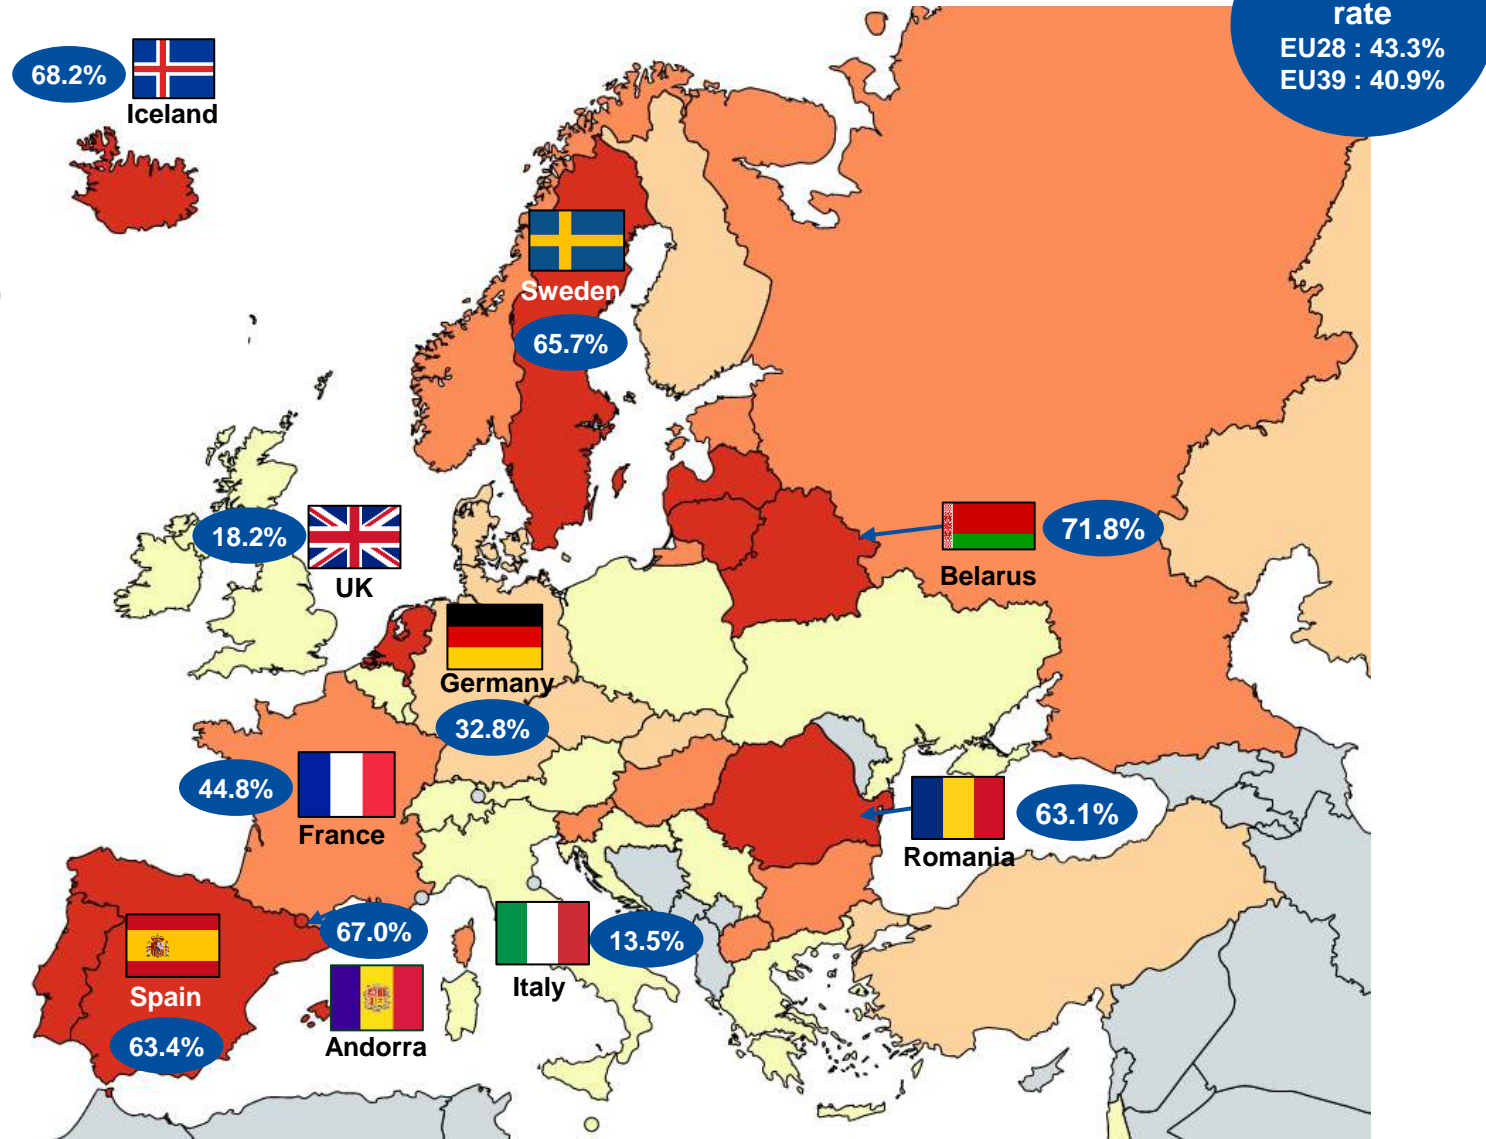 rate
EU28 : 43.3%
EU39 : 40.9%
68.2%
Iceland
Sweden
65.7%
18.2%
UK
71.8%
Belarus
Germany
32.8%
44.8%
France
63.1%
Romania
67.0%
Andorra
13.5%
Italy
Spain
63.4%